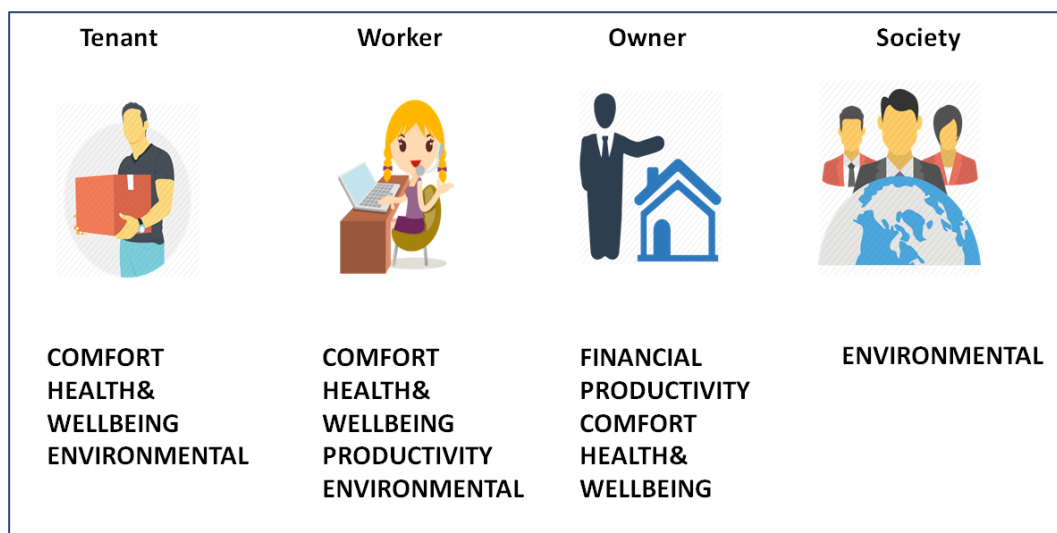 Tenant
Worker
Owner
Society
COMFORT
HEALTH&
WELLBEING
ENVIRONMENTAL
COMFORT
HEALTH&
WELLBEING
PRODUCTIVITY
ENVIRONMENTAL
FINANCIAL
PRODUCTIVITY
COMFORT
HEALTH&
WELLBEING
ENVIRONMENTAL